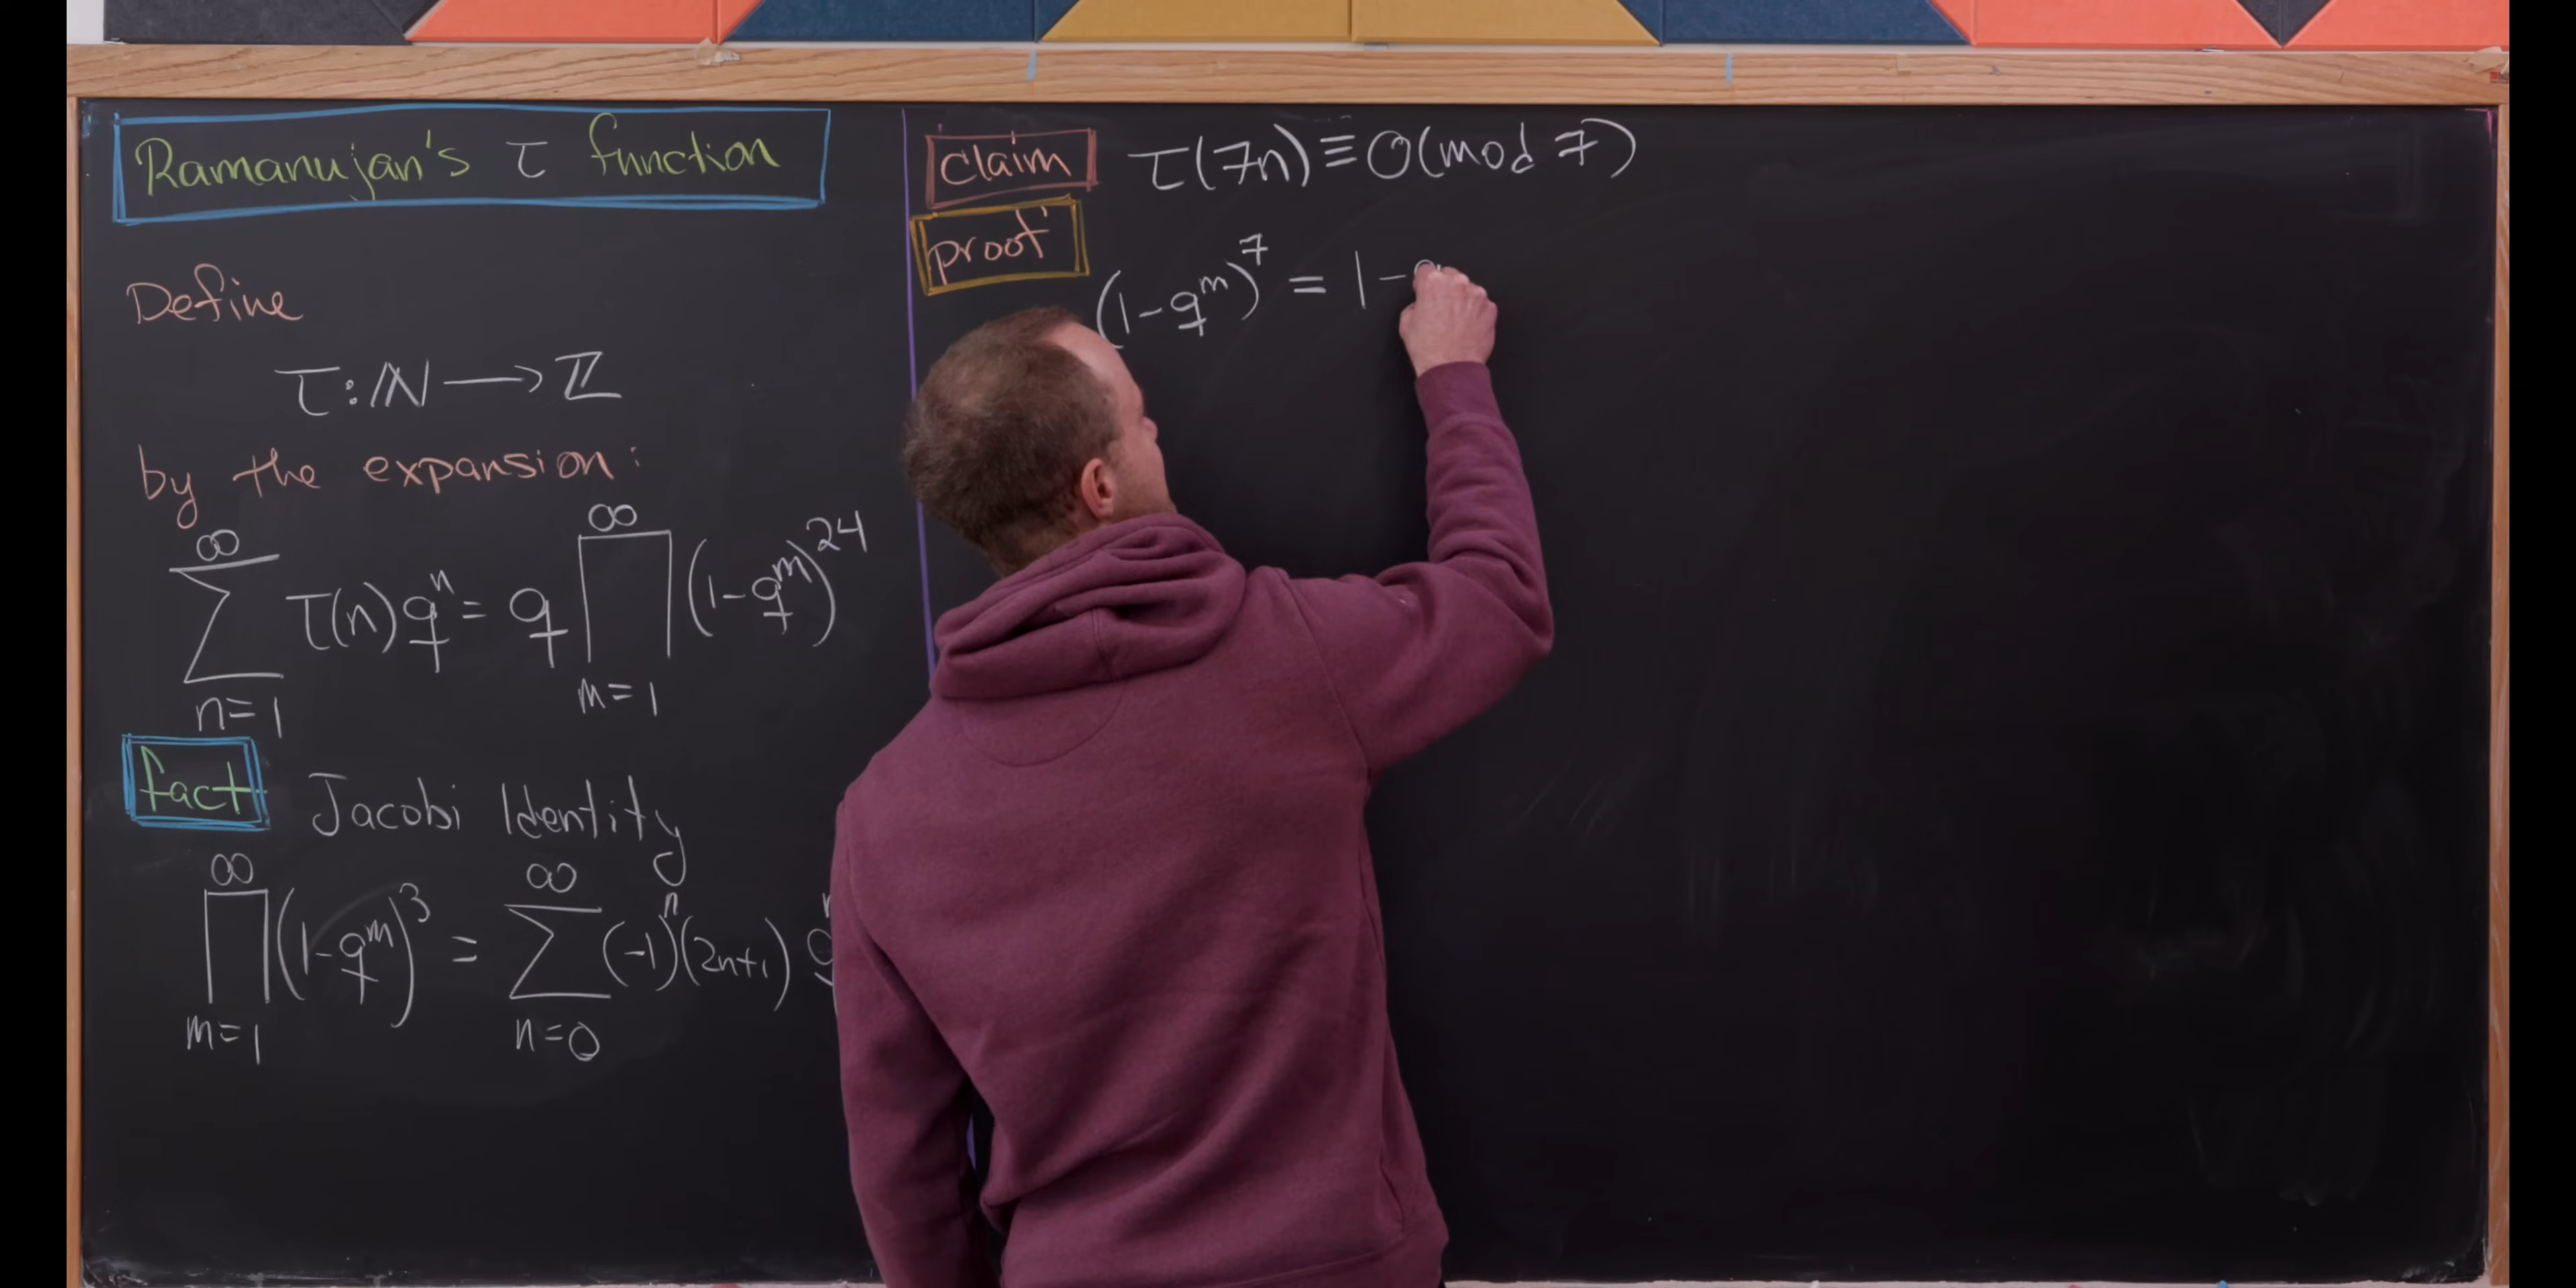 Ramanujan's τ function
Define
τ: ℕ ⟶ ℤ
by the expansion:
∑_{n=1}^{∞} τ(n) q^n = q ∏_{m=1}^{∞} (1-q^m)^24
fact Jacobi Identity
∏_{m=1}^{∞} (1-q^m)^3 = ∑_{n=0}^{∞} (-1)^n (2n+1)
claim τ(7n) ≡ 0 (mod 7)
proof
(1-q^m)^7 = 1-